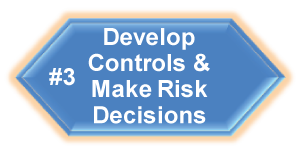 Develop
#3 Controls &
Make Risk
Decisions